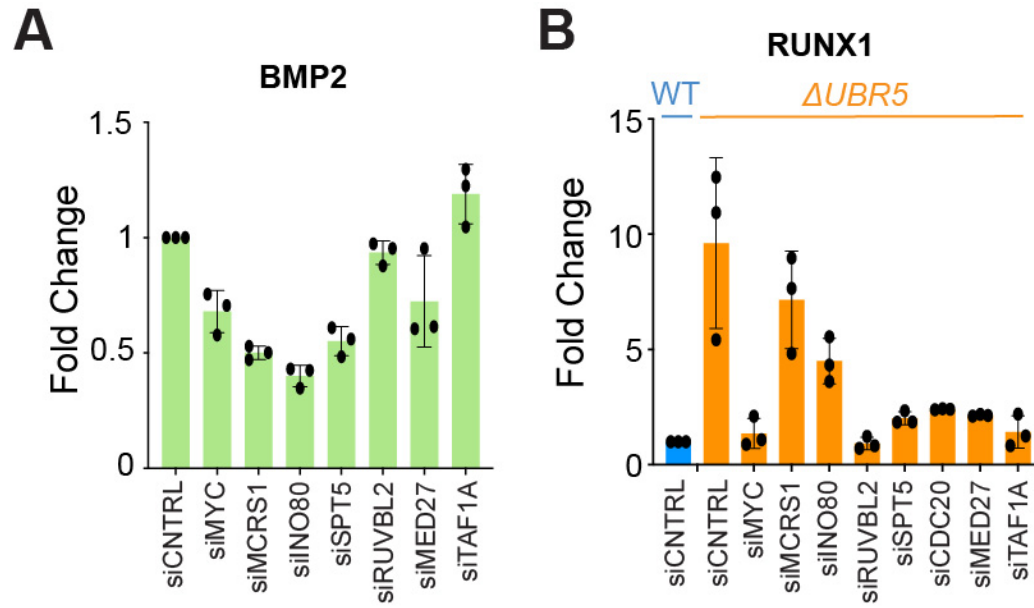 A
BMP2
Fold Change
1.5
1
0.5
0
siCNTRL
siMYC
siMCRS1
siINO80
siSPT5
siRUVBL2
siMED27
siTAF1A
B
RUNX1
WT
ΔUBR5
Fold Change
15
10
5
0
siCNTRL
siCNTRL
siMYC
siMCRS1
siINO80
siRUVBL2
siSPT5
siCDC20
siMED27
siTAF1A